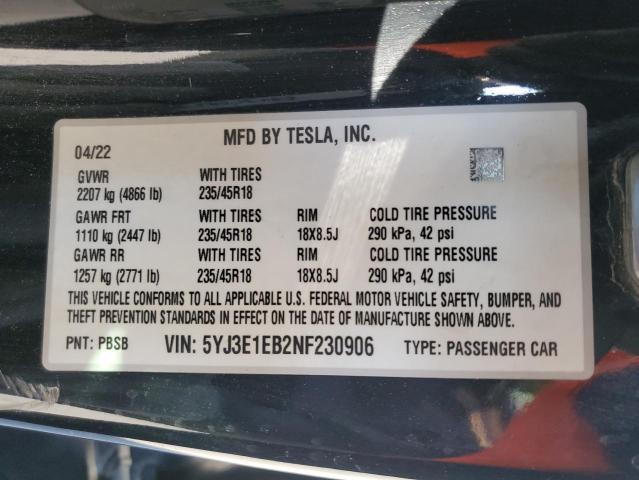 MFD BY TESLA, INC.
04/22
GVWR WITH TIRES
2207 kg (4866 lb) 235/45R18
GAWR FRT WITH TIRES RIM COLD TIRE PRESSURE
1110 kg (2447 lb) 235/45R18 18X8.5J 290 kPa, 42 psi
GAWR RR WITH TIRES RIM COLD TIRE PRESSURE
1257 kg (2771 lb) 235/45R18 18X8.5J 290 kPa, 42 psi
THIS VEHICLE CONFORMS TO ALL APPLICABLE U.S. FEDERAL MOTOR VEHICLE SAFETY, BUMPER, AND
THEFT PREVENTION STANDARDS IN EFFECT ON THE DATE OF MANUFACTURE SHOWN ABOVE.
PNT: PBSB VIN: 5YJ3E1EB2NF230906 TYPE: PASSENGER CAR